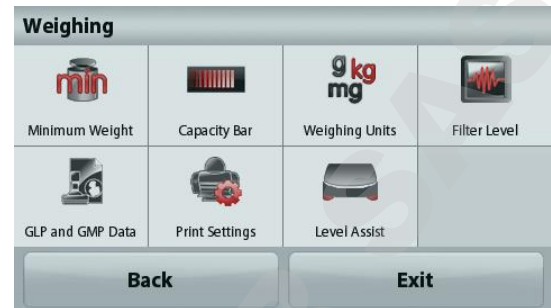 Weighing
min
g kg
mg
Minimum Weight
Capacity Bar
Weighing Units
Filter Level
GLP and GMP Data
Print Settings
Level Assist
Back
Exit